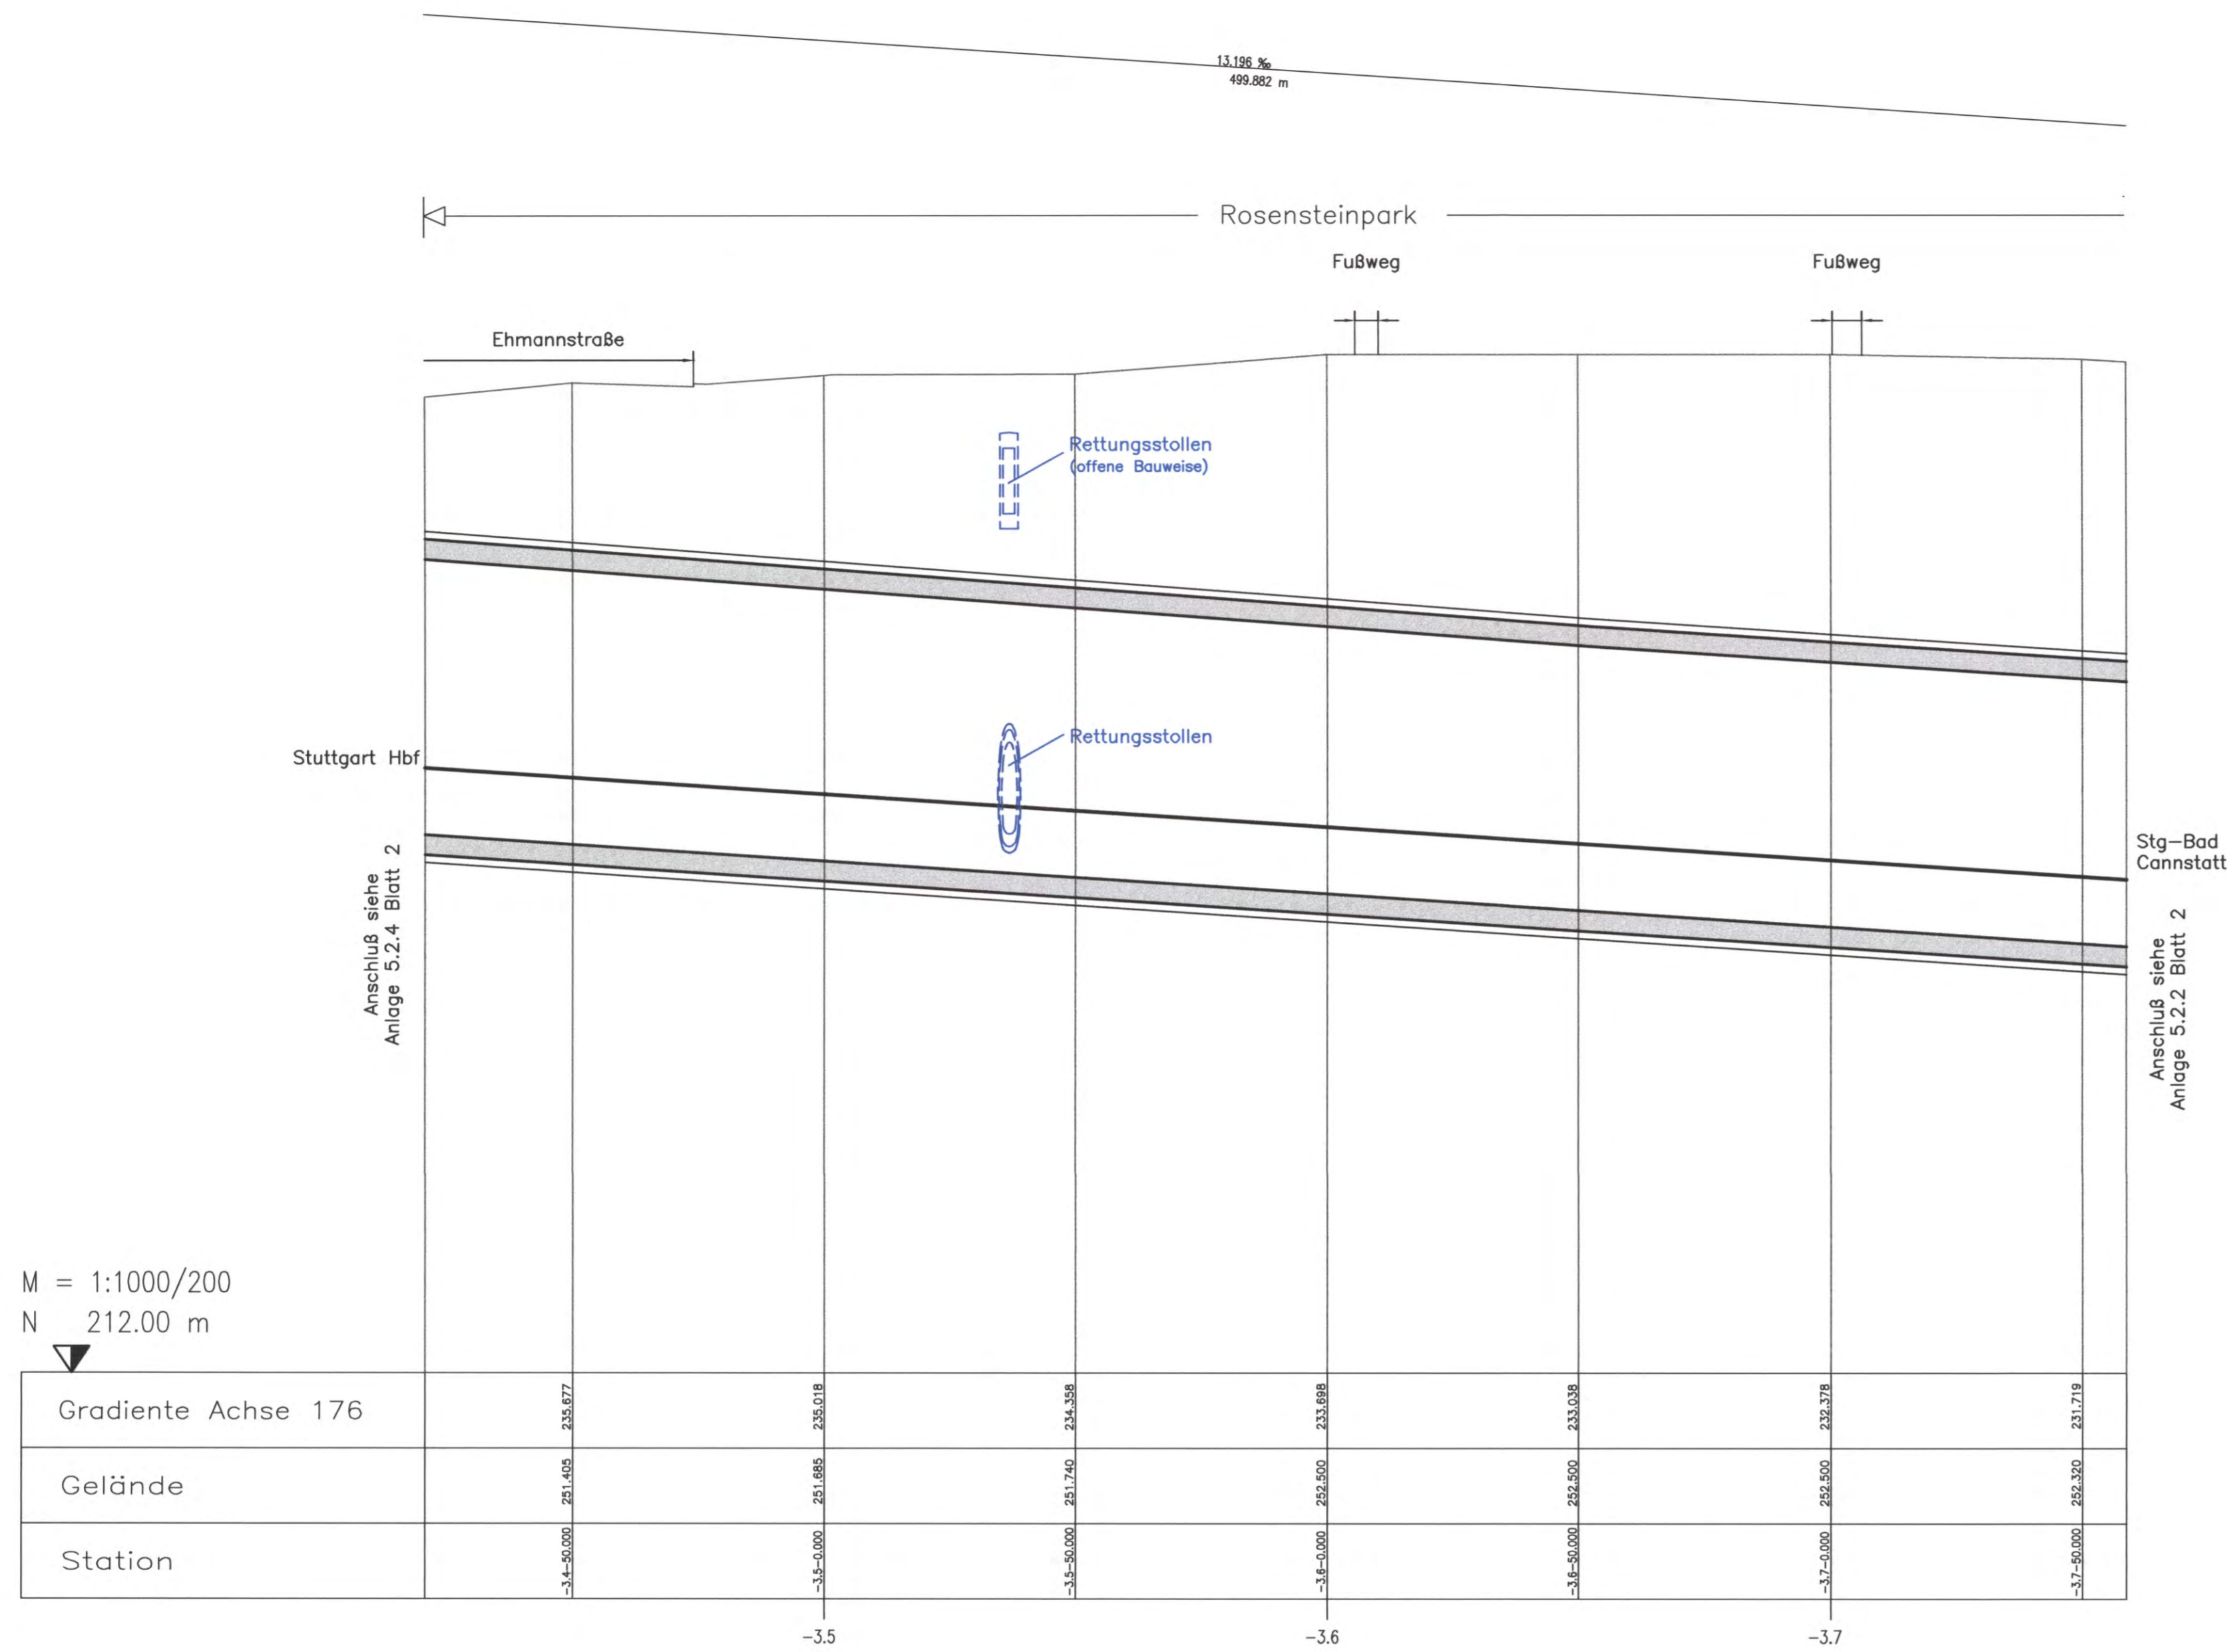 13.196 ‰
499.882 m
Rosensteinpark
Fußweg
Fußweg
Ehmannstraße
Rettungsstollen
(offene Bauweise)
Rettungsstollen
Stuttgart Hbf
Stg-Bad
Cannstatt
Anschluß siehe
Anlage 5.2.4 Blatt 2
Anschluß siehe
Anlage 5.2.2 Blatt 2
M = 1:1000/200
N 212.00 m
Gradiente Achse 176
235.677
235.018
234.358
233.698
233.038
232.378
231.719
Gelände
251.405
251.685
251.740
252.500
252.500
252.500
252.320
Station
-3.4-50.000
-3.5-0.000
-3.5-50.000
-3.6-0.000
-3.6-50.000
-3.7-0.000
-3.7-50.000
-3.5
-3.6
-3.7